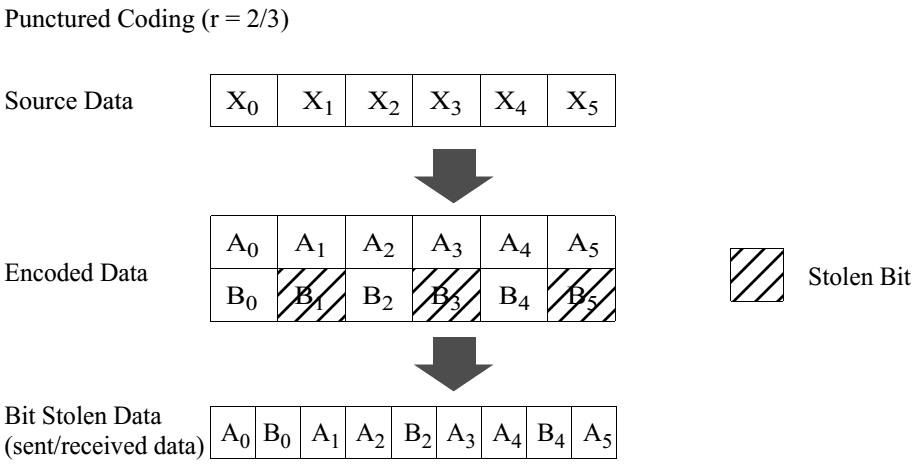 Punctured Coding (r = 2/3)
Source Data X₀ X₁ X₂ X₃ X₄ X₅
A₀ A₁ A₂ A₃ A₄ A₅
Encoded Data
B₀ B₁ B₂ B₃ B₄ B₅
Stolen Bit
Bit Stolen Data
(sent/received data)
A₀ B₀ A₁ A₂ B₂ A₃ A₄ B₄ A₅